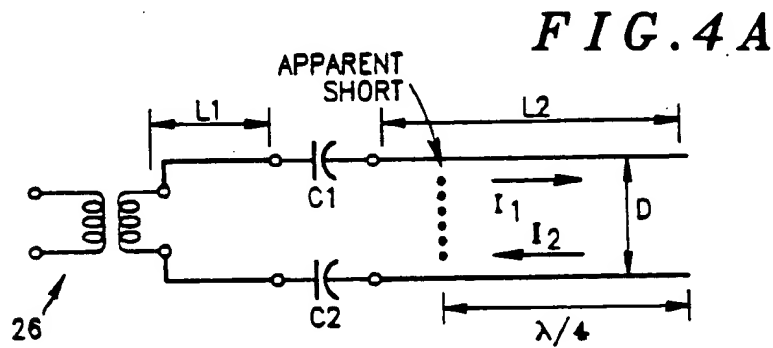 FIG.4A
APPARENT
SHORT
L1
L2
C1
I1
D
I2
26
C2
λ/4